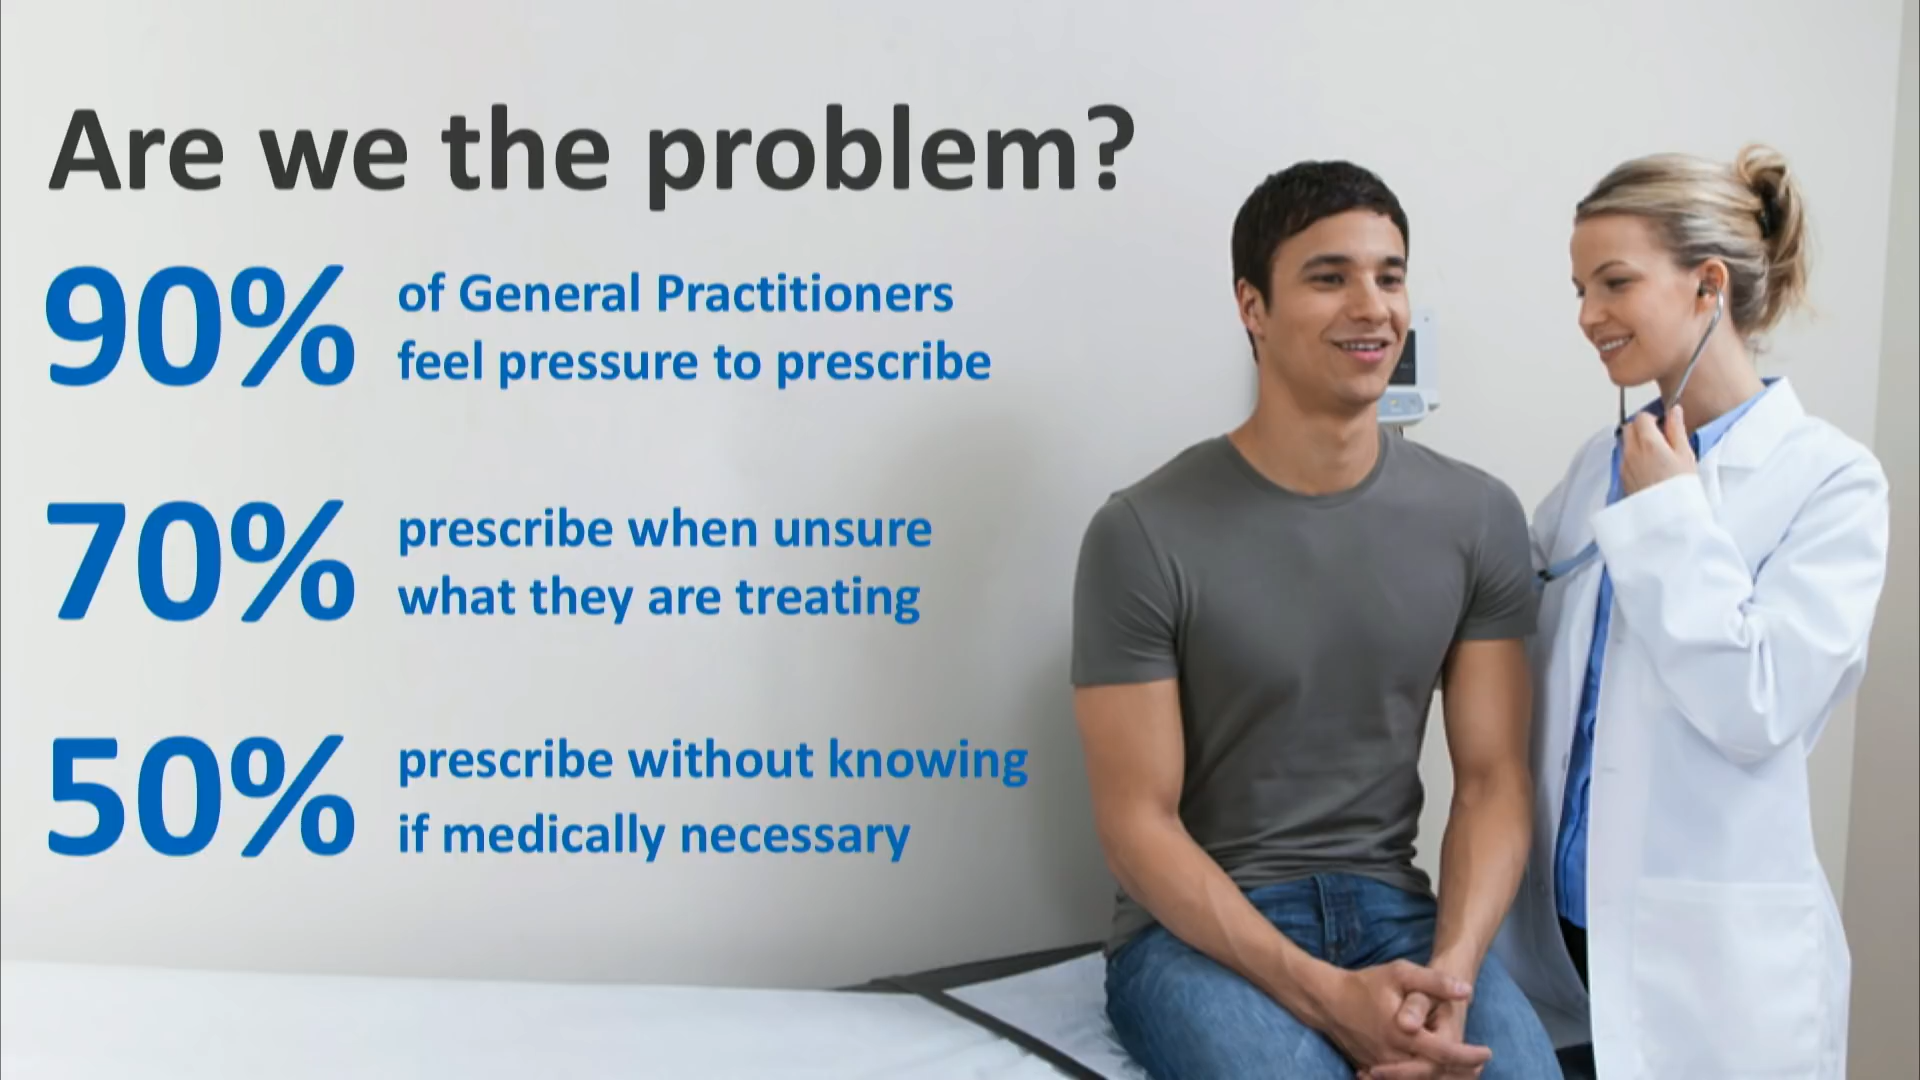 Are we the problem?
90%
of General Practitioners
feel pressure to prescribe
70%
prescribe when unsure
what they are treating
50%
prescribe without knowing
if medically necessary